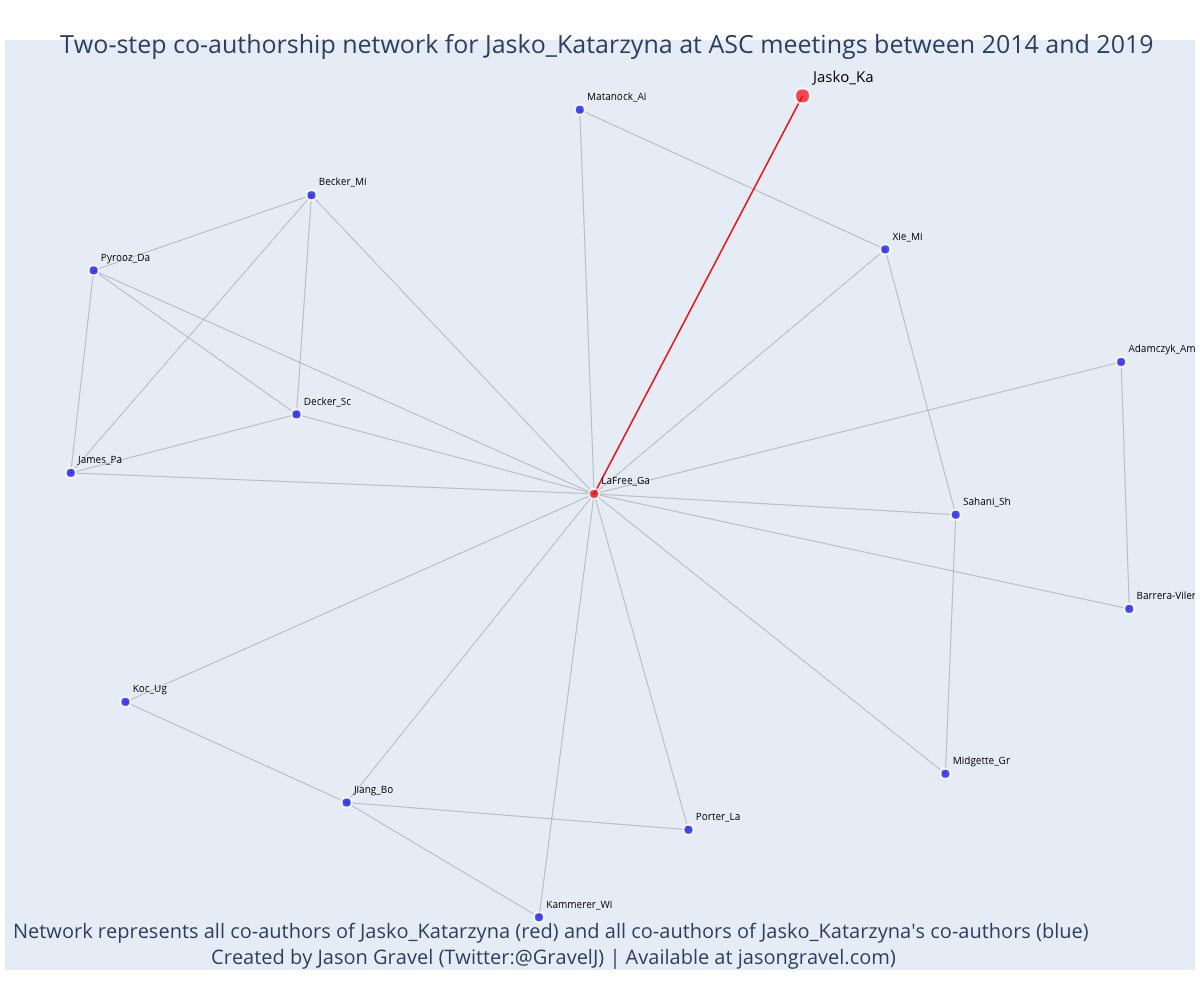 Two-step co-authorship network for Jasko_Katarzyna at ASC meetings between 2014 and 2019
Jasko_Ka
Matanock_Ai
Becker_Mi
Xie_Mi
Pyrooz_Da
Adamczyk_Am
Decker_Sc
James_Pa
LaFree_Ga
Sahani_Sh
Barrera-Viler
Koc_Ug
Midgette_Gr
Jiang_Bo
Porter_La
Kammerer_Wi
Network represents all co-authors of Jasko_Katarzyna (red) and all co-authors of Jasko_Katarzyna's co-authors (blue)
Created by Jason Gravel (Twitter:@GravelJ) | Available at jasongravel.com)